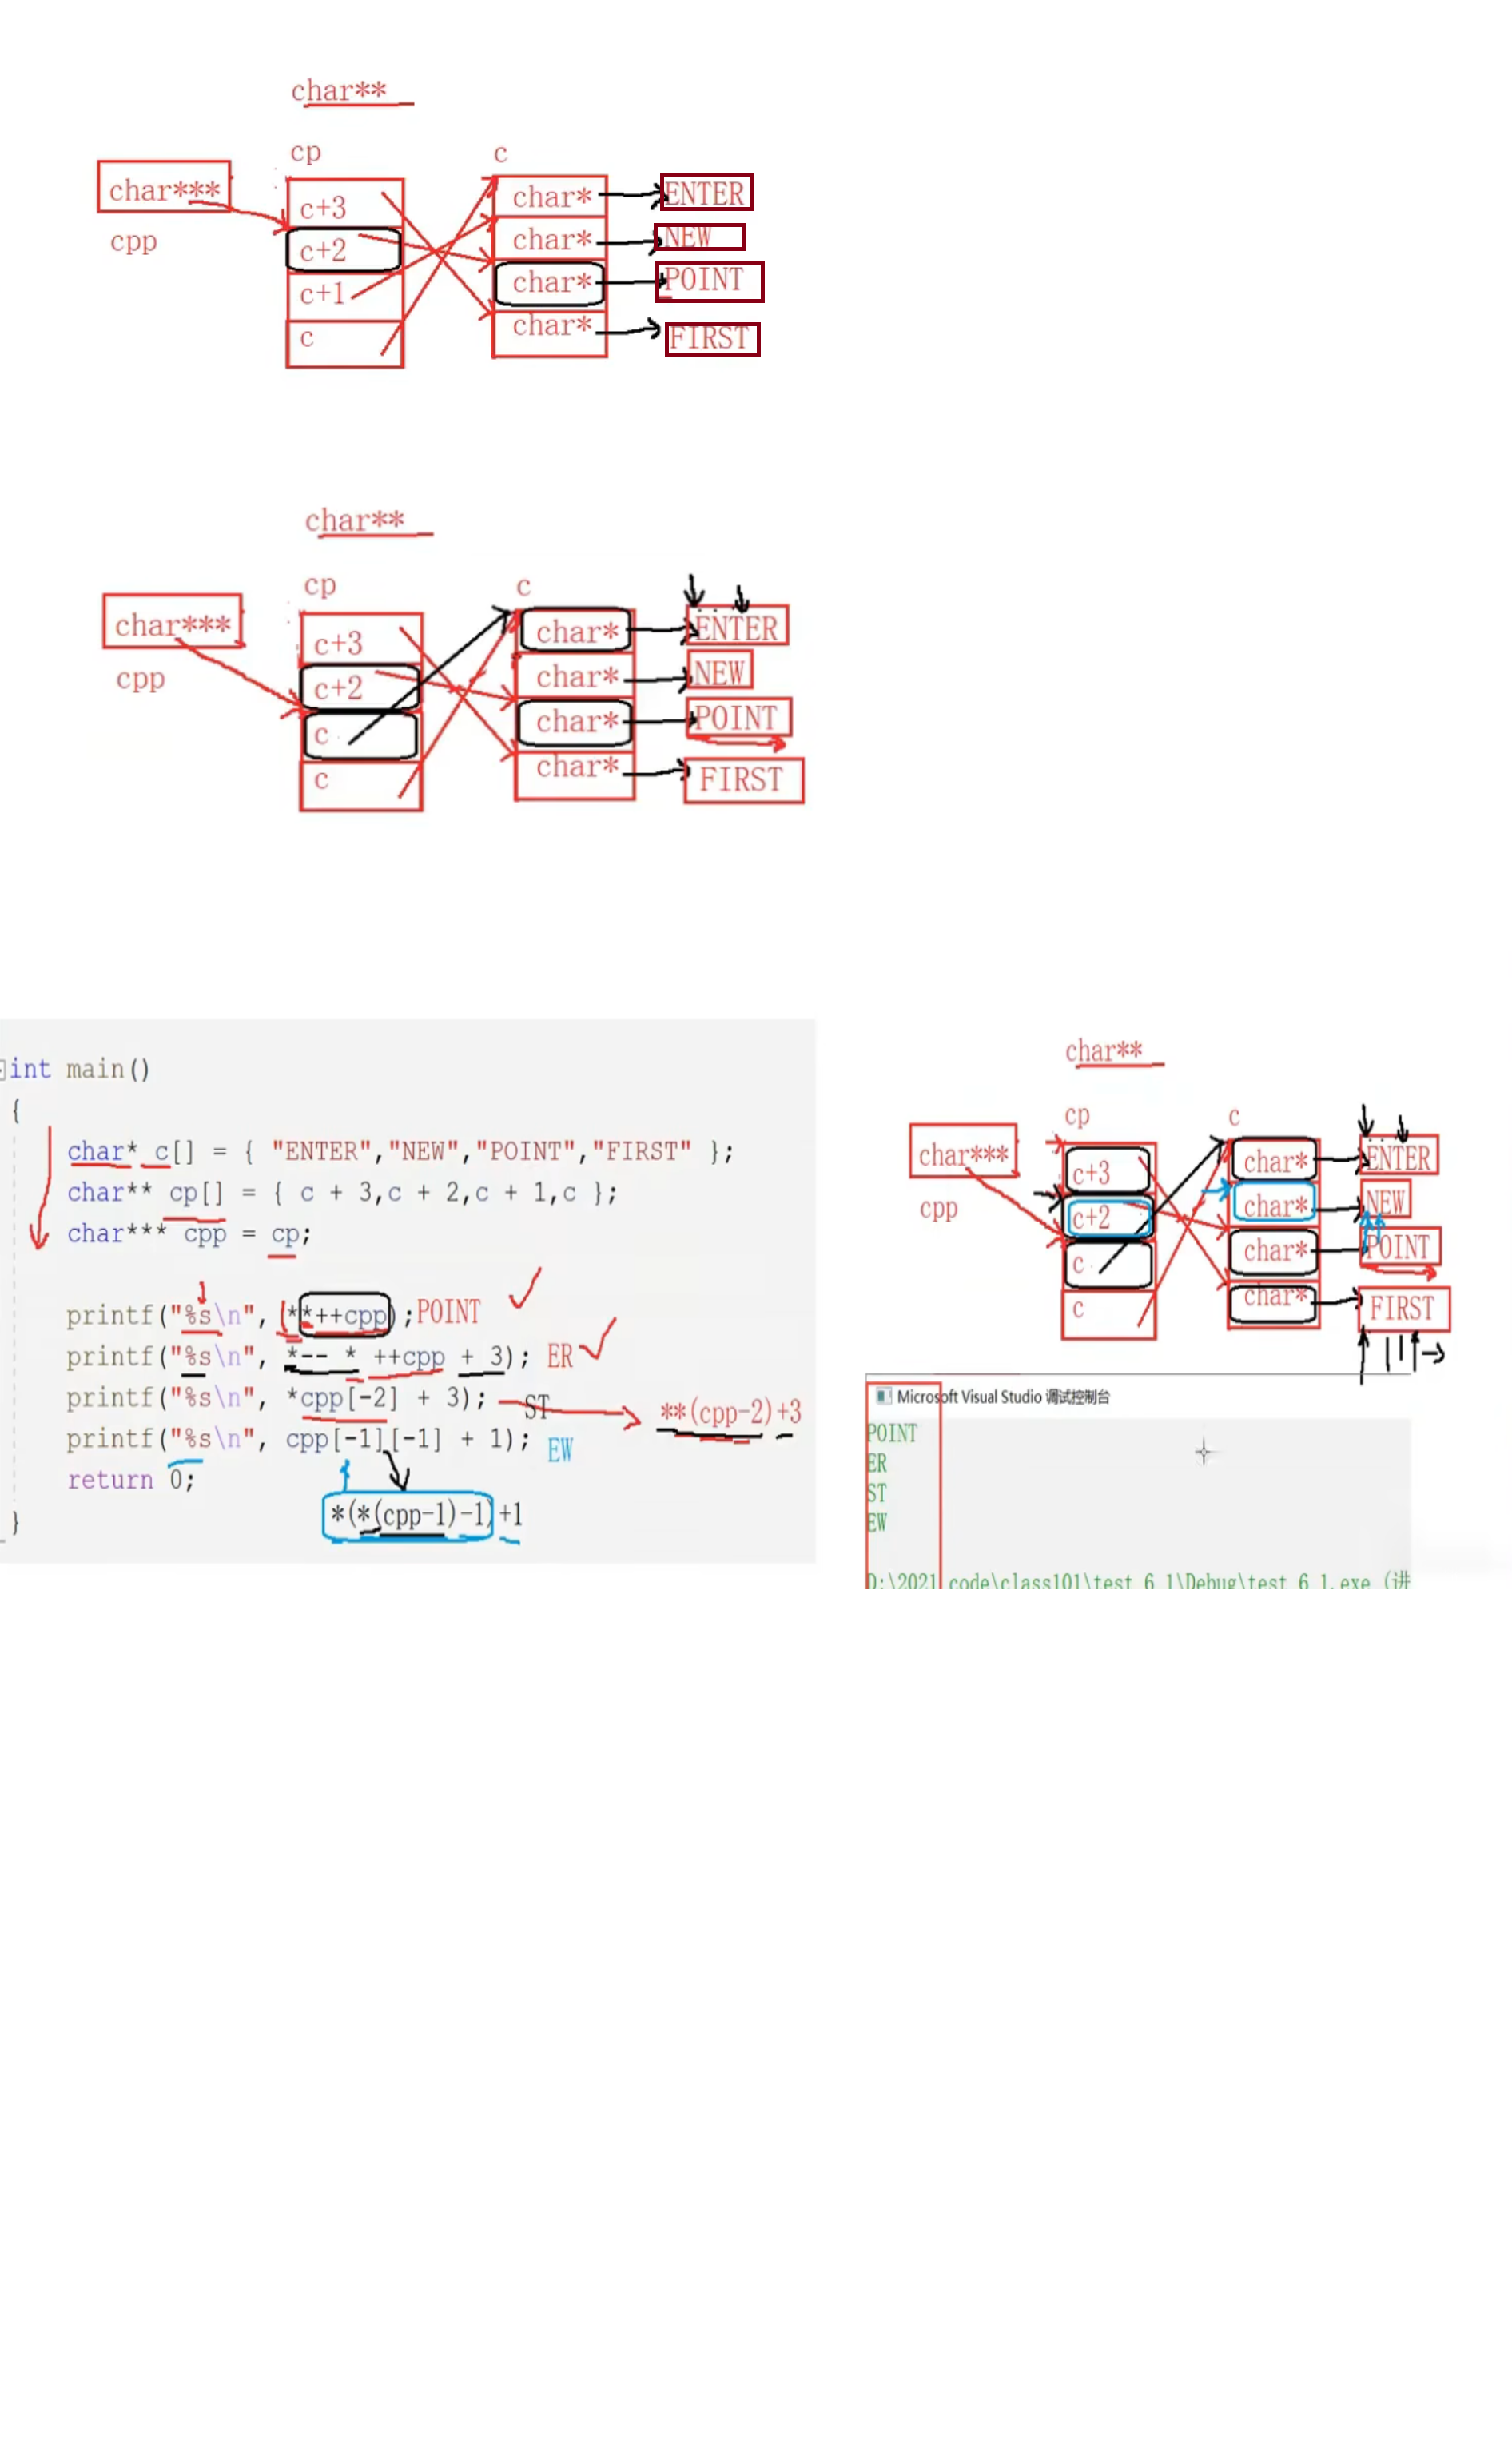 char**
cp c
char*** c+3 char* ENTER
cpp c+2 char* NEW
c+1 char* POINT
c char* FIRST
char**
cp c
char*** c+3 char* ENTER
cpp c+2 char* NEW
c char* POINT
c char* FIRST
int main()
{
char* c[] = { "ENTER","NEW","POINT","FIRST" };
char** cp[] = { c + 3,c + 2,c + 1,c };
char*** cpp = cp;
printf("%s\n", **++cpp);POINT
printf("%s\n", *-- * ++cpp + 3); ER
printf("%s\n", *cpp[-2] + 3); ST **(cpp-2)+3
printf("%s\n", cpp[-1][-1] + 1); EW
return 0;
*(*(cpp-1)-1)+1
}
char**
cp c
char*** c+3 char* ENTER
cpp c+2 char* NEW
c char* POINT
c char* FIRST
Microsoft Visual Studio 调试控制台
POINT
ER
ST
EW
D:\2021_code\class101\test_6_1\Debug\test_6_1.exe (进